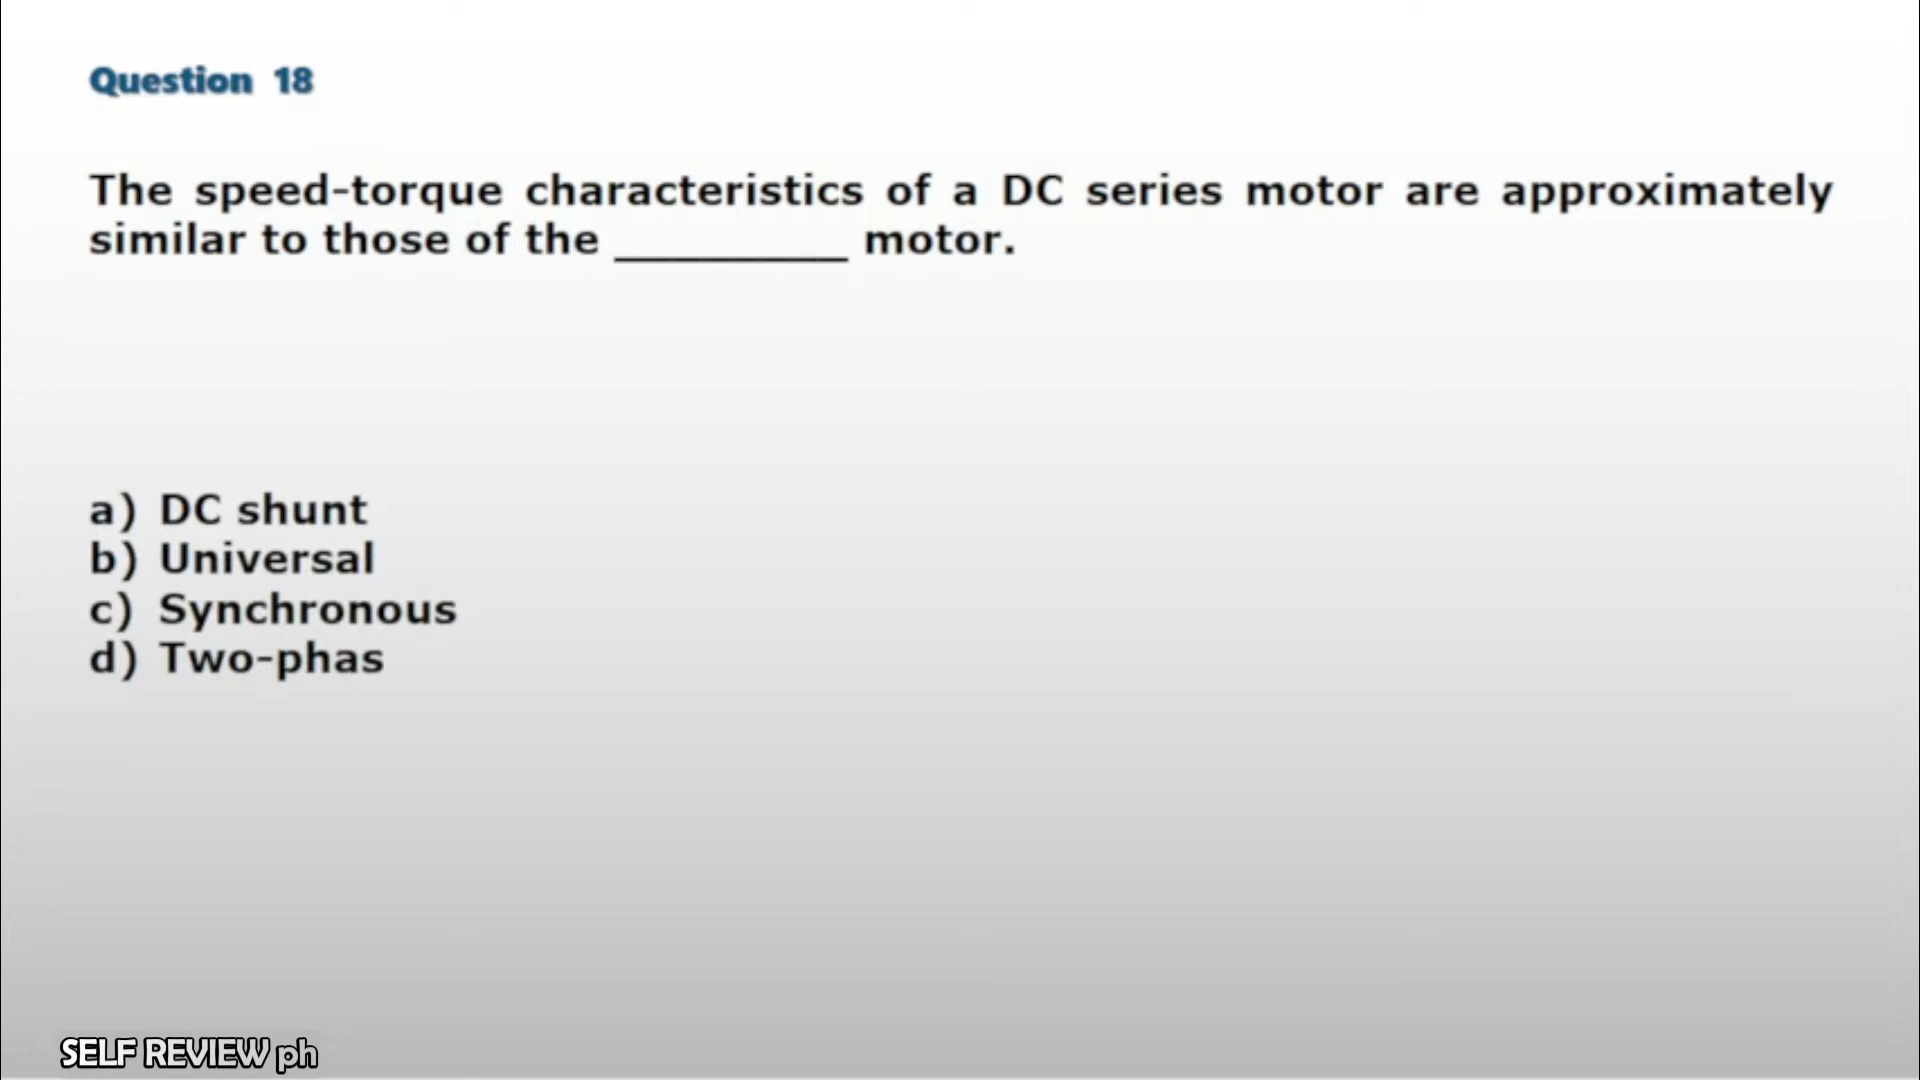 Question 18
The speed-torque characteristics of a DC series motor are approximately
similar to those of the __________ motor.
a) DC shunt
b) Universal
c) Synchronous
d) Two-phas
SELF REVIEW ph